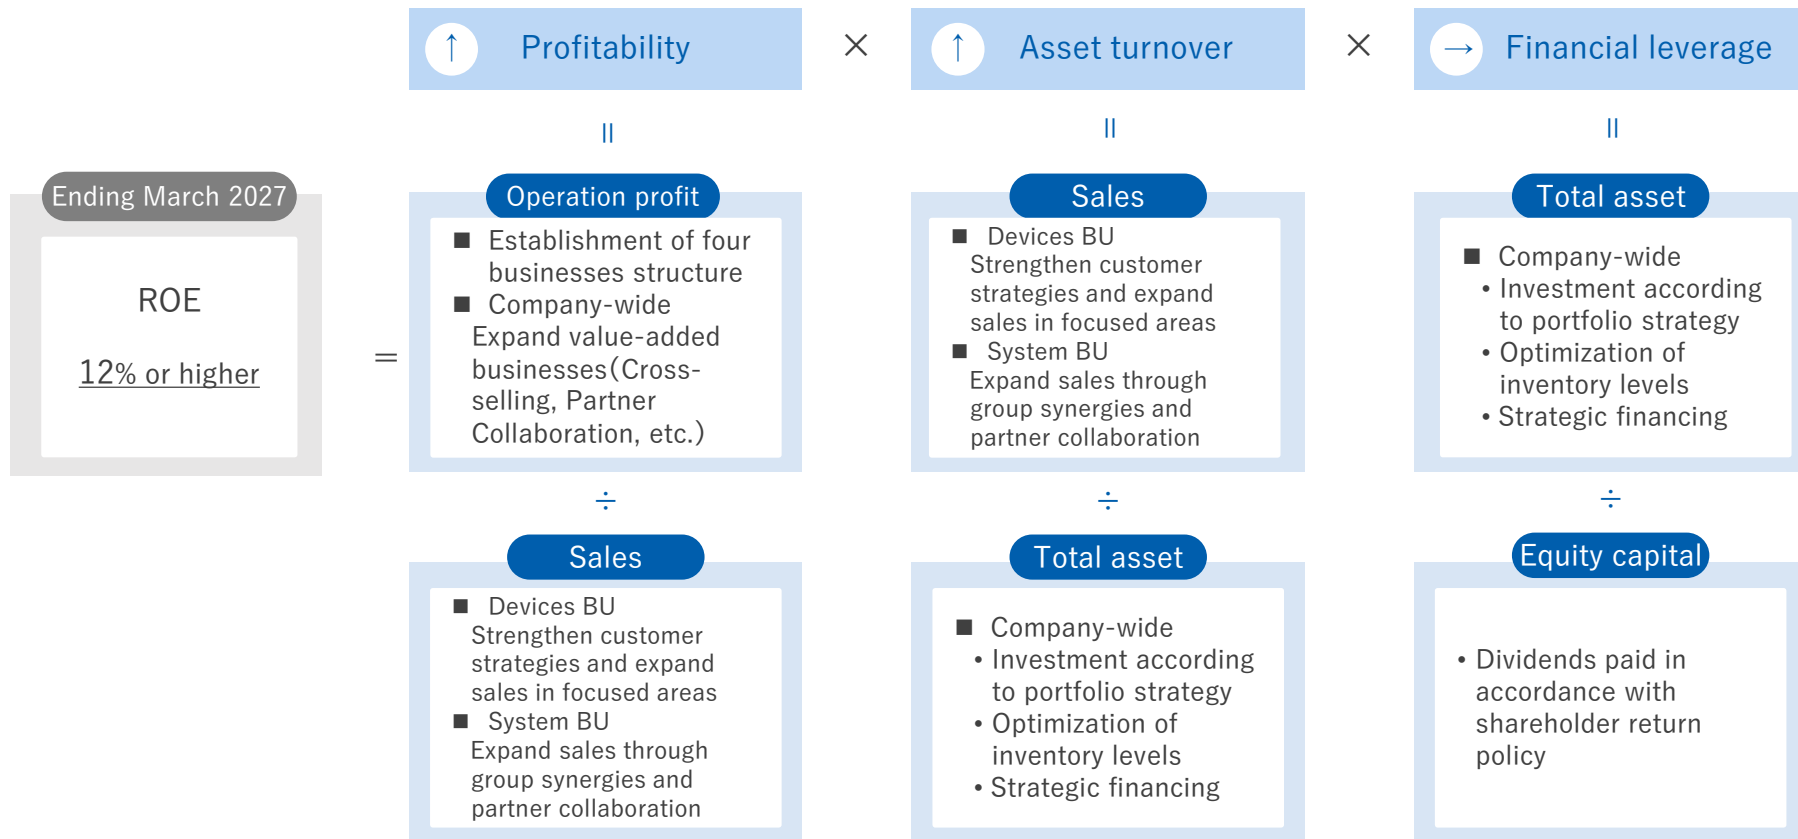 ↑ Profitability × ↑ Asset turnover × → Financial leverage
= = =
Ending March 2027
ROE
12% or higher
=
Operation profit
■ Establishment of four
businesses structure
■ Company-wide
Expand value-added
businesses(Cross-
selling, Partner
Collaboration, etc.)
÷
Sales
■ Devices BU
Strengthen customer
strategies and expand
sales in focused areas
■ System BU
Expand sales through
group synergies and
partner collaboration
Sales
■ Devices BU
Strengthen customer
strategies and expand
sales in focused areas
■ System BU
Expand sales through
group synergies and
partner collaboration
÷
Total asset
■ Company-wide
• Investment according
to portfolio strategy
• Optimization of
inventory levels
• Strategic financing
Total asset
■ Company-wide
• Investment according
to portfolio strategy
• Optimization of
inventory levels
• Strategic financing
÷
Equity capital
• Dividends paid in
accordance with
shareholder return
policy